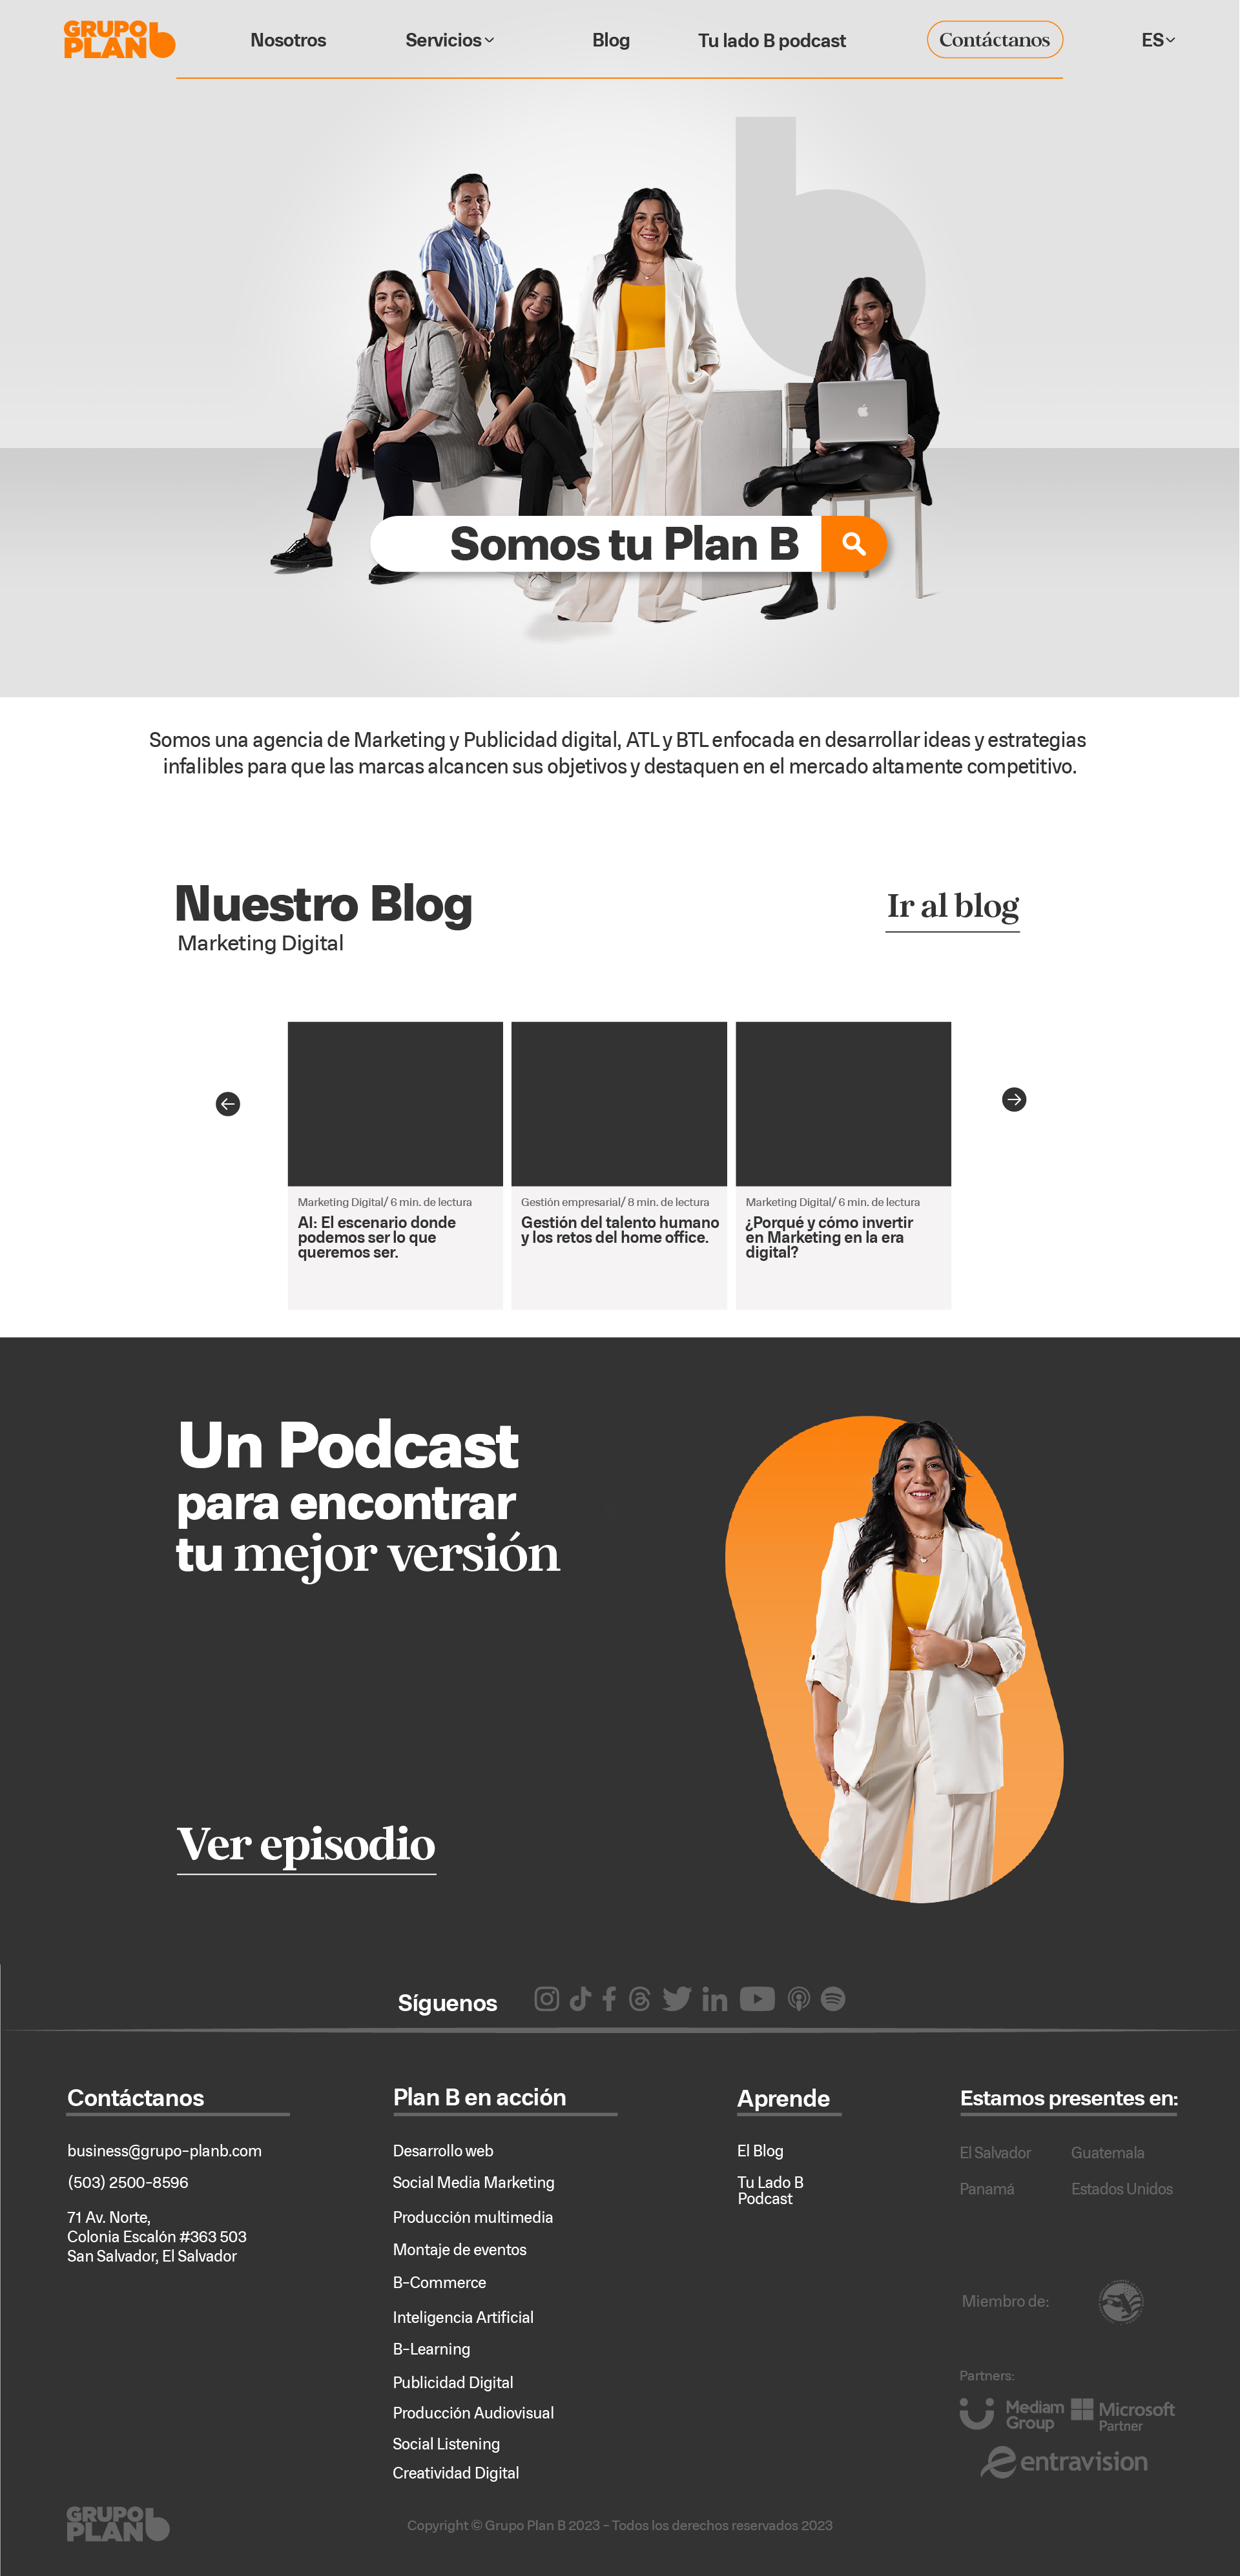 GRUPO
PLAN b
Nosotros
Servicios
Blog
Tu lado B podcast
Contáctanos
ES
b
Somos tu Plan B
Somos una agencia de Marketing y Publicidad digital, ATL y BTL enfocada en desarrollar ideas y estrategias
infalibles para que las marcas alcancen sus objetivos y destaquen en el mercado altamente competitivo.
Nuestro Blog
Marketing Digital
Ir al blog
Marketing Digital/ 6 min. de lectura
AI: El escenario donde
podemos ser lo que
queremos ser.
Gestión empresarial/ 8 min. de lectura
Gestión del talento humano
y los retos del home office.
Marketing Digital/ 6 min. de lectura
¿Porqué y cómo invertir
en Marketing en la era
digital?
Un Podcast
para encontrar
tu mejor versión
Ver episodio
Síguenos
Contáctanos
business@grupo-planb.com
(503) 2500-8596
71 Av. Norte,
Colonia Escalón #363 503
San Salvador, El Salvador
Plan B en acción
Desarrollo web
Social Media Marketing
Producción multimedia
Montaje de eventos
B-Commerce
Inteligencia Artificial
B-Learning
Publicidad Digital
Producción Audiovisual
Social Listening
Creatividad Digital
Aprende
El Blog
Tu Lado B
Podcast
Estamos presentes en:
El Salvador
Guatemala
Panamá
Estados Unidos
Miembro de:
Partners:
Mediam
Group
Microsoft
Partner
entravision
GRUPO
PLAN b
Copyright © Grupo Plan B 2023 - Todos los derechos reservados 2023